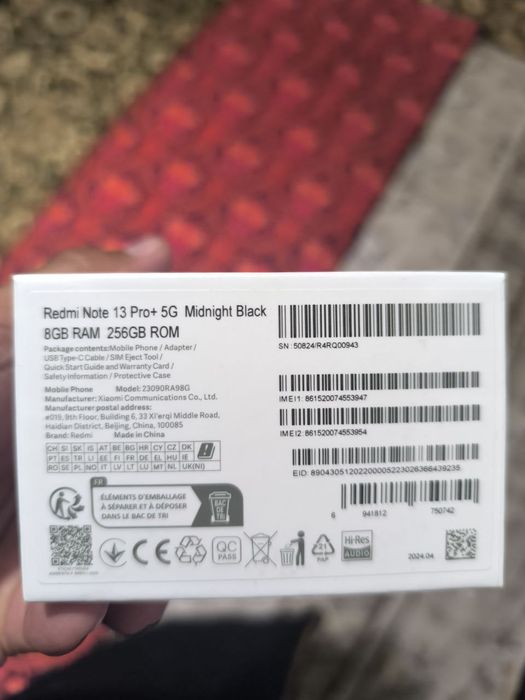 Redmi Note 13 Pro+ 5G Midnight Black
8GB RAM 256GB ROM
Package contents:Mobile Phone / Adapter /
USB Type-C Cable / SIM Eject Tool /
Quick Start Guide and Warranty Card /
Safety Information / Protective Case
Mobile Phone Model: 23090RA98G
Manufacturer: Xiaomi Communications Co., Ltd.
Manufacturer postal address:
#019, 9th Floor, Building 6, 33 Xi'erqi Middle Road,
Haidian District, Beijing, China, 100085
Brand: Redmi Made in China
CH SI SK IS AT BE BG HR CY CZ DK
PT ES TR LI EE FI FR DE EL HU IE
RO SE PL NO IT LV LT LU MT NL UK(NI)
FR
ÉLÉMENTS D'EMBALLAGE
À SÉPARER ET À DÉPOSER
DANS LE BAC DE TRI
BAC
DE
TRI
SN: 50824/R4RQ00943
IMEI1: 861520074553947
IMEI2: 861520074553954
EID: 89043051202200005223026366439235
6 941812 750742
CE
QC
PASS
21
PAP
Hi-Res
AUDIO
2024.04